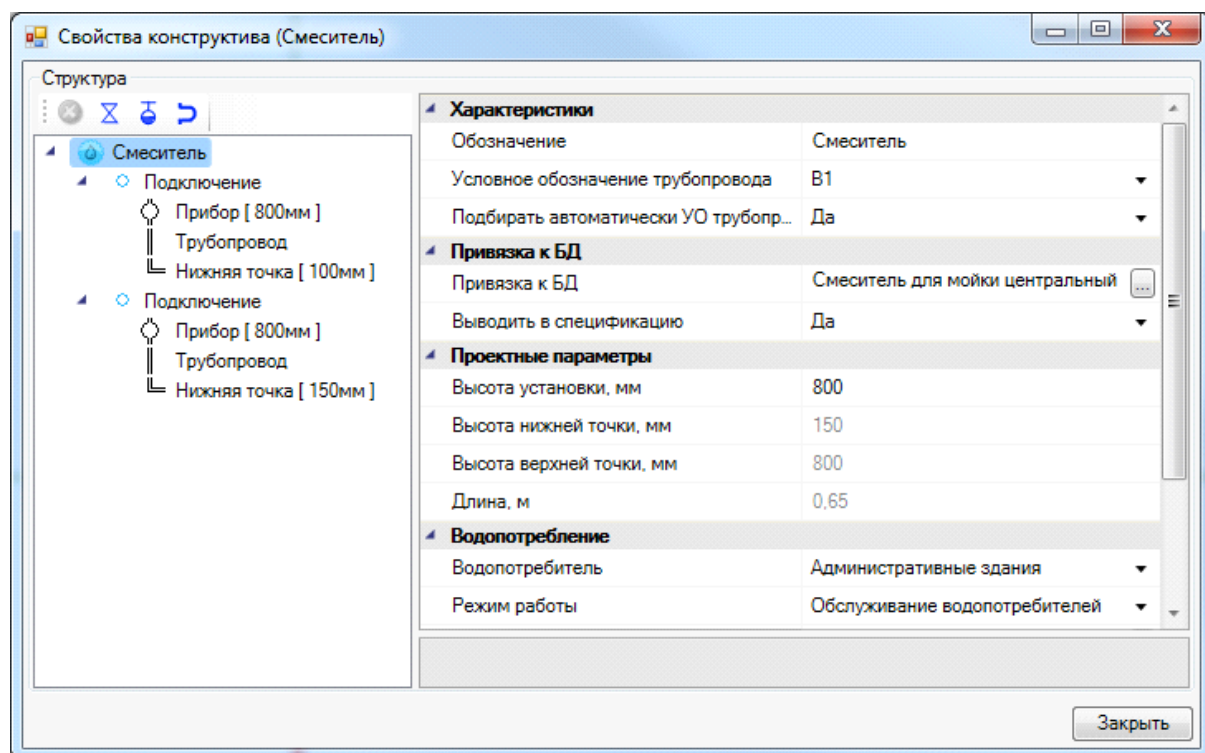 Свойства конструктива (Смеситель)
Структура
Смеситель
Подключение
Прибор [ 800мм ]
Трубопровод
Нижняя точка [ 100мм ]
Подключение
Прибор [ 800мм ]
Трубопровод
Нижняя точка [ 150мм ]
Характеристики
Обозначение Смеситель
Условное обозначение трубопровода В1
Подбирать автоматически УО трубопр... Да
Привязка к БД
Привязка к БД Смеситель для мойки центральный ...
Выводить в спецификацию Да
Проектные параметры
Высота установки, мм 800
Высота нижней точки, мм 150
Высота верхней точки, мм 800
Длина, м 0,65
Водопотребление
Водопотребитель Административные здания
Режим работы Обслуживание водопотребителей
Закрыть